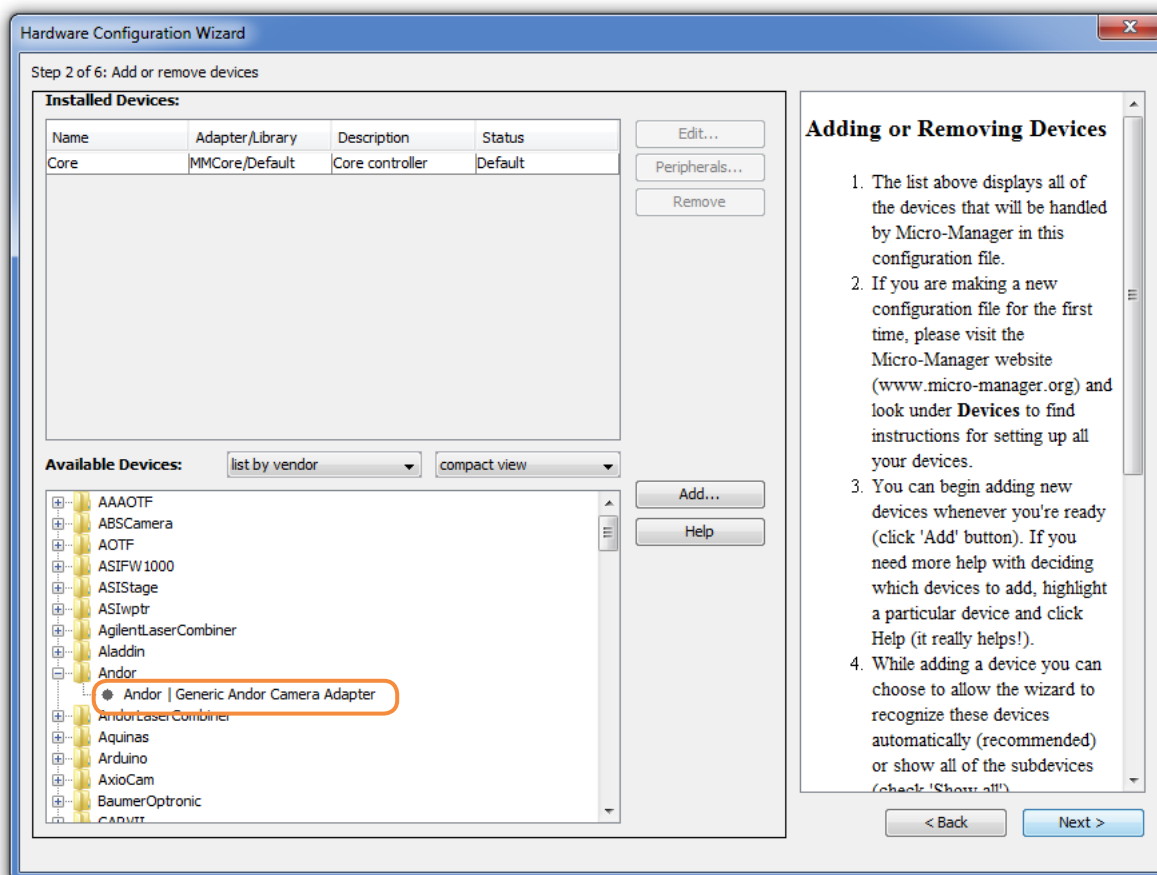 Hardware Configuration Wizard
Step 2 of 6: Add or remove devices
Installed Devices:
Name Adapter/Library Description Status
Core MMCore/Default Core controller Default
Edit...
Peripherals...
Remove
Available Devices: list by vendor compact view
AAAOTF
ABSCamera
AOTF
ASIFW1000
ASIStage
ASIwptr
AgilentLaserCombiner
Aladdin
Andor
Andor | Generic Andor Camera Adapter
AndorLaserCombiner
Aquinas
Arduino
AxioCam
BaumerOptronic
CARVII
Add...
Help
Adding or Removing Devices
1. The list above displays all of
the devices that will be handled
by Micro-Manager in this
configuration file.
2. If you are making a new
configuration file for the first
time, please visit the
Micro-Manager website
(www.micro-manager.org) and
look under Devices to find
instructions for setting up all
your devices.
3. You can begin adding new
devices whenever you're ready
(click 'Add' button). If you
need more help with deciding
which devices to add, highlight
a particular device and click
Help (it really helps!).
4. While adding a device you can
choose to allow the wizard to
recognize these devices
automatically (recommended)
or show all of the subdevices
(check 'Show all')
< Back
Next >